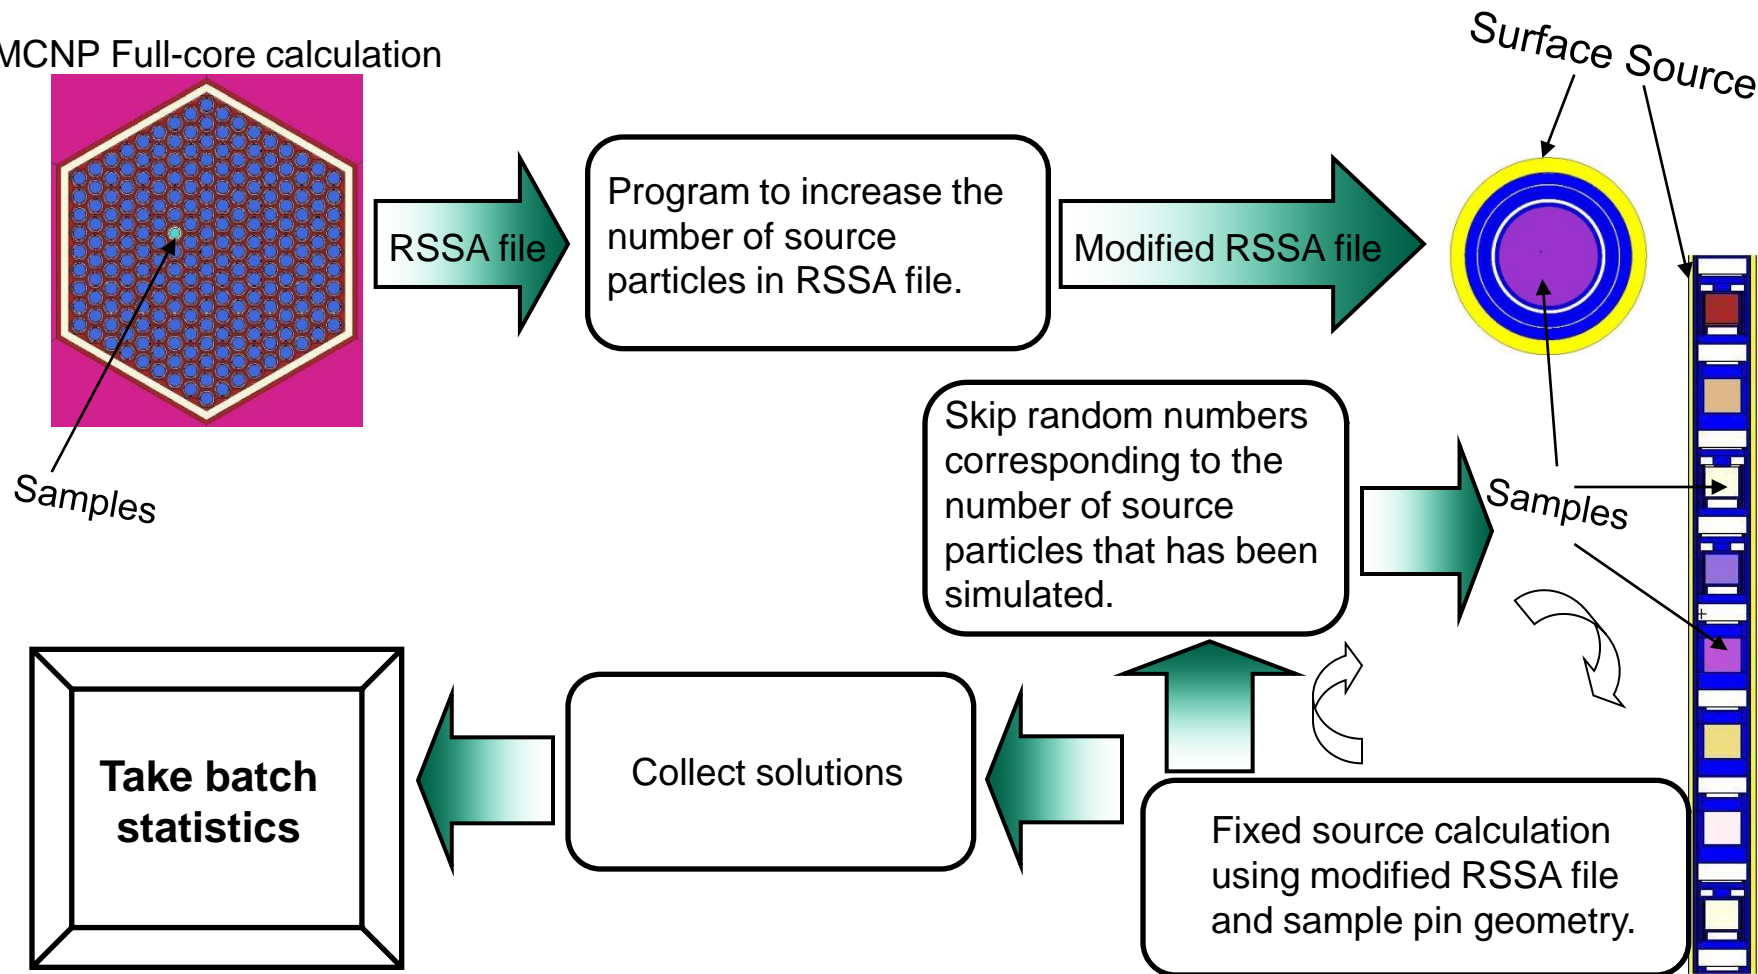 MCNP Full-core calculation
Surface Source
RSSA file
Program to increase the
number of source
particles in RSSA file.
Modified RSSA file
Samples
Skip random numbers
corresponding to the
number of source
particles that has been
simulated.
Samples
Take batch
statistics
Collect solutions
Fixed source calculation
using modified RSSA file
and sample pin geometry.